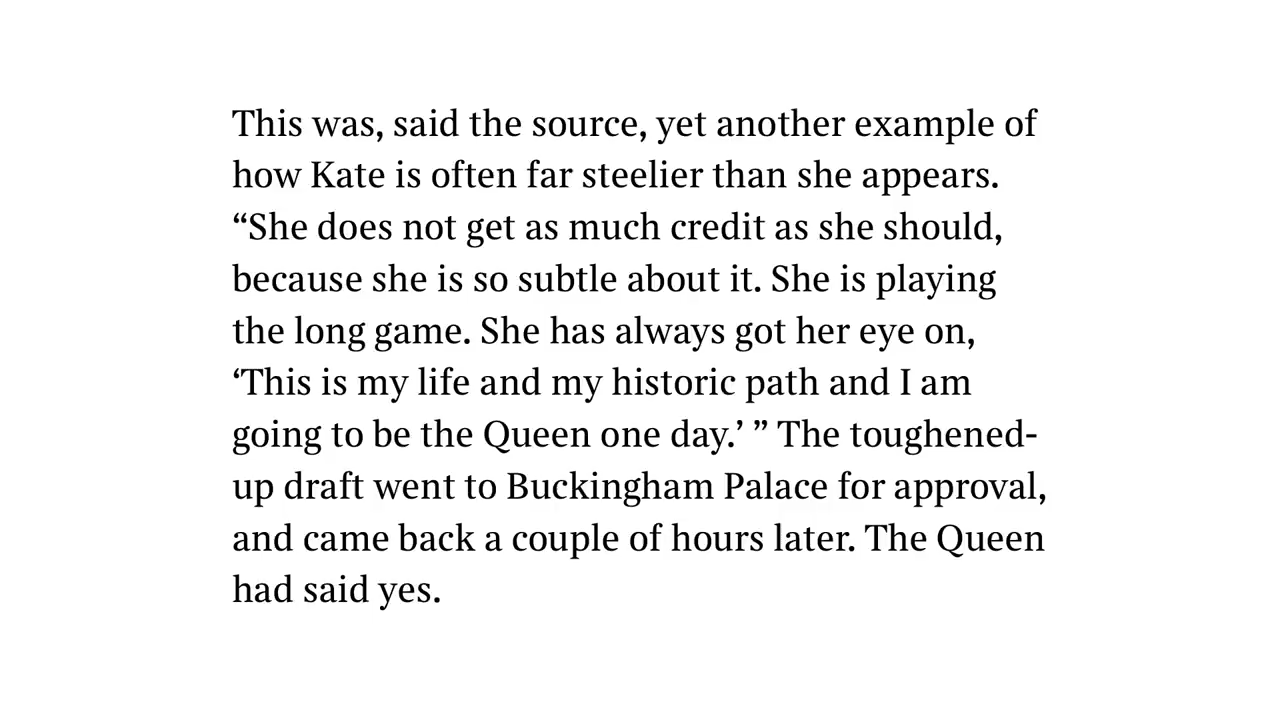 This was, said the source, yet another example of
how Kate is often far steelier than she appears.
“She does not get as much credit as she should,
because she is so subtle about it. She is playing
the long game. She has always got her eye on,
‘This is my life and my historic path and I am
going to be the Queen one day.’ ” The toughened-
up draft went to Buckingham Palace for approval,
and came back a couple of hours later. The Queen
had said yes.